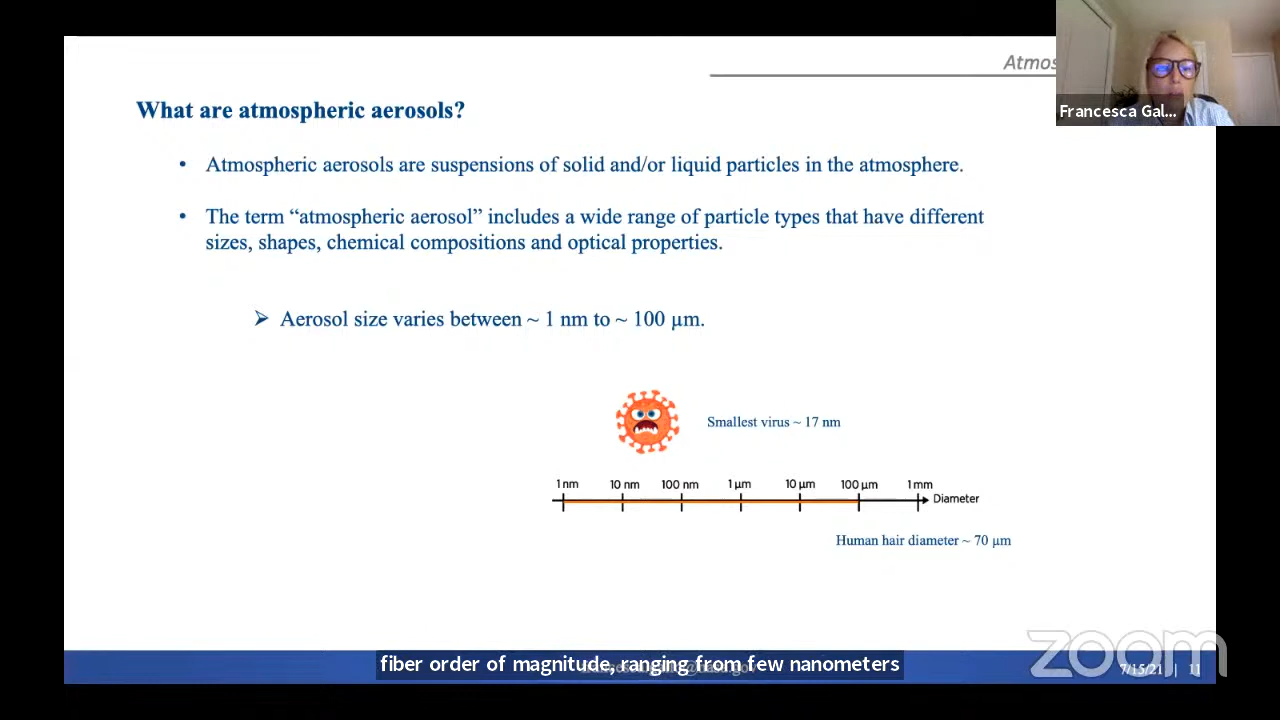 Atmos
Francesca Gal...
What are atmospheric aerosols?
• Atmospheric aerosols are suspensions of solid and/or liquid particles in the atmosphere.
• The term “atmospheric aerosol” includes a wide range of particle types that have different
sizes, shapes, chemical compositions and optical properties.
➢ Aerosol size varies between ~ 1 nm to ~ 100 µm.
Smallest virus ~ 17 nm
1 nm 10 nm 100 nm 1 µm 10 µm 100 µm 1 mm
Diameter
Human hair diameter ~ 70 µm
fiber order of magnitude, ranging from few nanometers
7/15/21 | 11
zoom